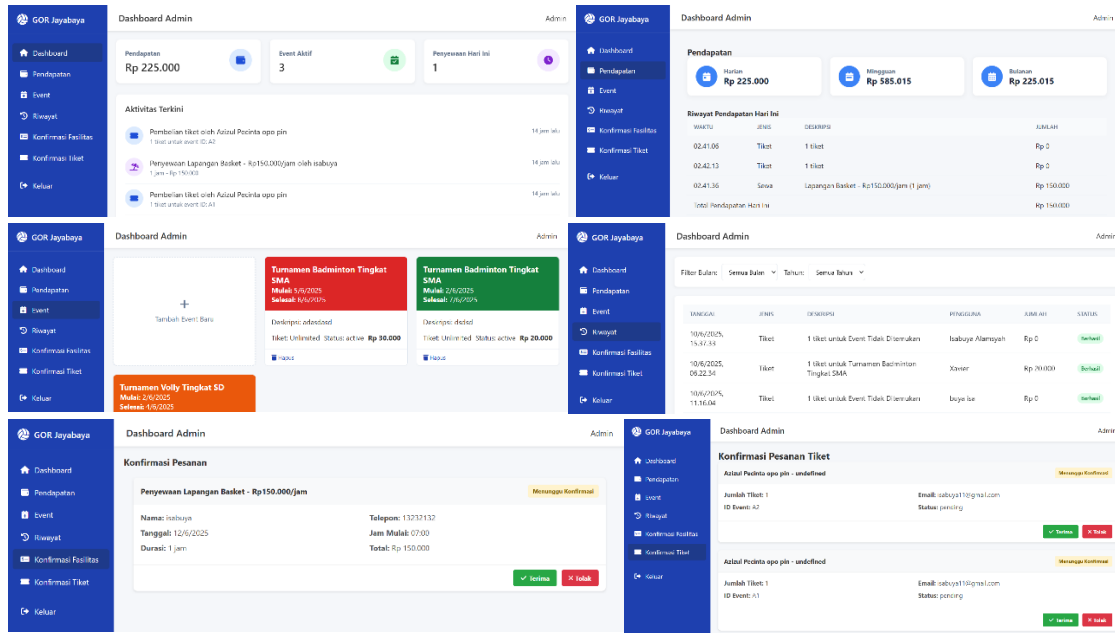 GOR Jayabaya
Dashboard
Pendapatan
Event
Riwayat
Konfirmasi Fasilitas
Konfirmasi Tiket
Keluar
Dashboard Admin
Admin
Pendapatan
Rp 225.000
Event Aktif
3
Penyewaan Hari Ini
1
Aktivitas Terkini
Pembelian tiket oleh Azizul Pecinta opo pin
14 jam lalu
1 tiket untuk event ID: A2
Penyewaan Lapangan Basket - Rp150.000/jam oleh isabuya
14 jam lalu
1 jam - Rp 150.000
Pembelian tiket oleh Azizul Pecinta opo pin
14 jam lalu
1 tiket untuk event ID: A1
GOR Jayabaya
Dashboard
Pendapatan
Event
Riwayat
Konfirmasi Fasilitas
Konfirmasi Tiket
Keluar
Dashboard Admin
Admin
Pendapatan
Harian
Rp 225.000
Mingguan
Rp 585.015
Bulanan
Rp 225.015
Riwayat Pendapatan Hari Ini
WAKTU JENIS DESKRIPSI JUMLAH
02.41.06 Tiket 1 tiket Rp 0
02.42.13 Tiket 1 tiket Rp 0
02.41.36 Sewa Lapangan Basket - Rp150.000/jam (1 jam) Rp 150.000
Total Pendapatan Hari Ini Rp 150.000
GOR Jayabaya
Dashboard
Pendapatan
Event
Riwayat
Konfirmasi Fasilitas
Konfirmasi Tiket
Keluar
Dashboard Admin
Admin
+
Tambah Event Baru
Turnamen Badminton Tingkat
SMA
Mulai: 5/6/2025
Selesai: 6/6/2025
Deskripsi: adasdasd
Tiket: Unlimited Status: active Rp 30.000
Hapus
Turnamen Badminton Tingkat
SMA
Mulai: 2/6/2025
Selesai: 7/6/2025
Deskripsi: dsdsd
Tiket: Unlimited Status: active Rp 20.000
Hapus
Turnamen Volly Tingkat SD
Mulai: 2/6/2025
Selesai: 4/6/2025
GOR Jayabaya
Dashboard
Pendapatan
Event
Riwayat
Konfirmasi Fasilitas
Konfirmasi Tiket
Keluar
Dashboard Admin
Admin
Filter Bulan: Semua Bulan Tahun: Semua Tahun
TANGGAL JENIS DESKRIPSI PENGGUNA JUMLAH STATUS
10/6/2025,
15.37.33 Tiket 1 tiket untuk Event Tidak Ditemukan Isabuya Alamsyah Rp 0 Berhasil
10/6/2025,
06.22.34 Tiket 1 tiket untuk Turnamen Badminton
Tingkat SMA Xavier Rp 20.000 Berhasil
10/6/2025,
11.16.04 Tiket 1 tiket untuk Event Tidak Ditemukan buya isa Rp 0 Berhasil
GOR Jayabaya
Dashboard
Pendapatan
Event
Riwayat
Konfirmasi Fasilitas
Konfirmasi Tiket
Keluar
Dashboard Admin
Admin
Konfirmasi Pesanan
Penyewaan Lapangan Basket - Rp150.000/jam
Menunggu Konfirmasi
Nama: isabuya
Telepon: 13232132
Tanggal: 12/6/2025
Jam Mulai: 07:00
Durasi: 1 jam
Total: Rp 150.000
Terima
Tolak
GOR Jayabaya
Dashboard
Pendapatan
Event
Riwayat
Konfirmasi Fasilitas
Konfirmasi Tiket
Keluar
Dashboard Admin
Admin
Konfirmasi Pesanan Tiket
Azizul Pecinta opo pin - undefined
Menunggu Konfirmasi
Jumlah Tiket: 1
Email: isabuya11@gmail.com
ID Event: A2
Status: pending
Terima
Tolak
Azizul Pecinta opo pin - undefined
Menunggu Konfirmasi
Jumlah Tiket: 1
Email: isabuya11@gmail.com
ID Event: A1
Status: pending
Terima
Tolak